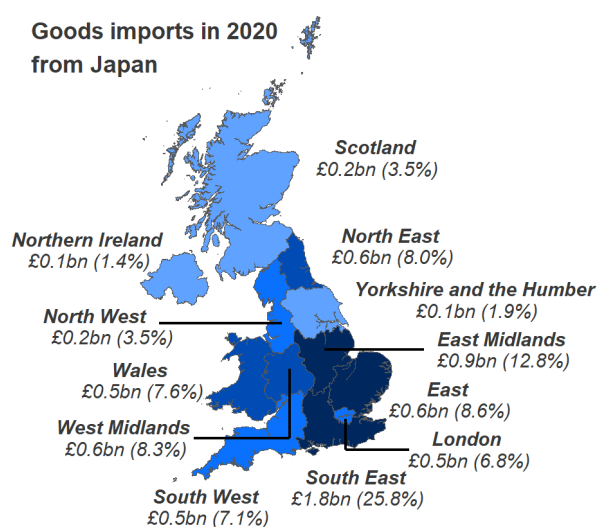 Goods imports in 2020
from Japan
Scotland
£0.2bn (3.5%)
Northern Ireland
£0.1bn (1.4%)
North East
£0.6bn (8.0%)
Yorkshire and the Humber
£0.1bn (1.9%)
North West
£0.2bn (3.5%)
East Midlands
£0.9bn (12.8%)
Wales
£0.5bn (7.6%)
East
£0.6bn (8.6%)
West Midlands
£0.6bn (8.3%)
London
£0.5bn (6.8%)
South East
£1.8bn (25.8%)
South West
£0.5bn (7.1%)